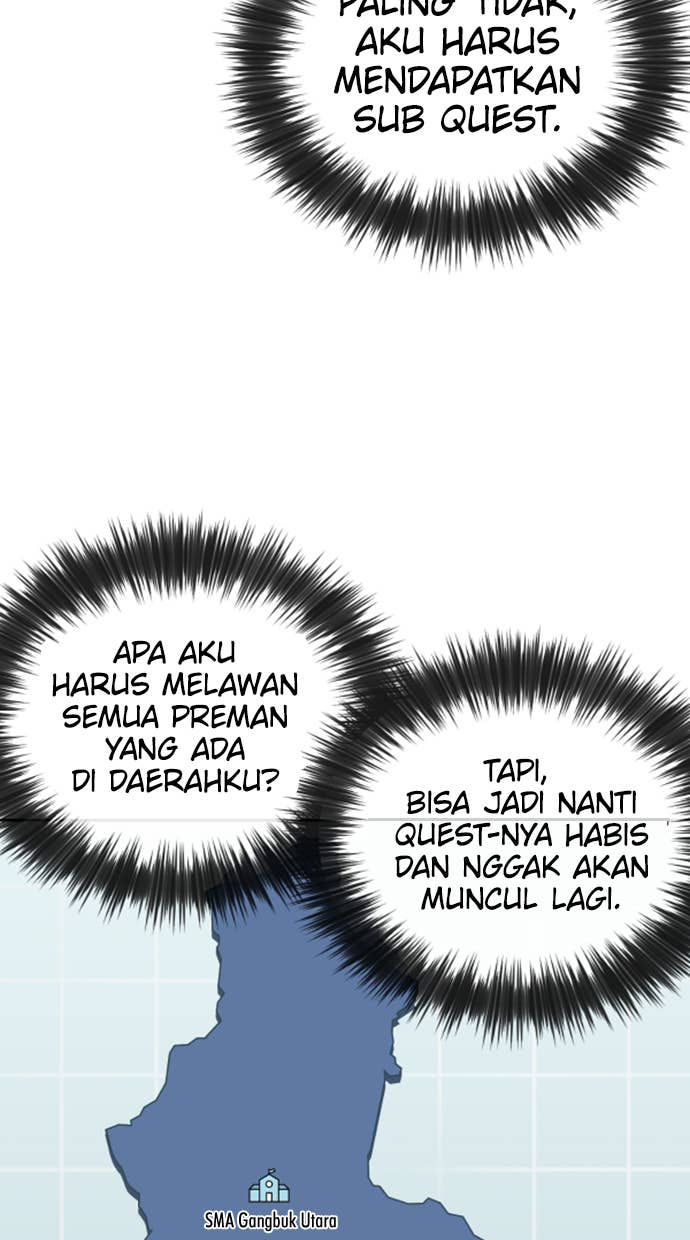 PALING TIDAK,
AKU HARUS
MENDAPATKAN
SUB QUEST.
APA AKU
HARUS MELAWAN
SEMUA PREMAN
YANG ADA
DI DAERAHKU?
TAPI,
BISA JADI NANTI
QUEST-NYA HABIS
DAN NGGAK AKAN
MUNCUL LAGI.
SMA Gangbuk Utara